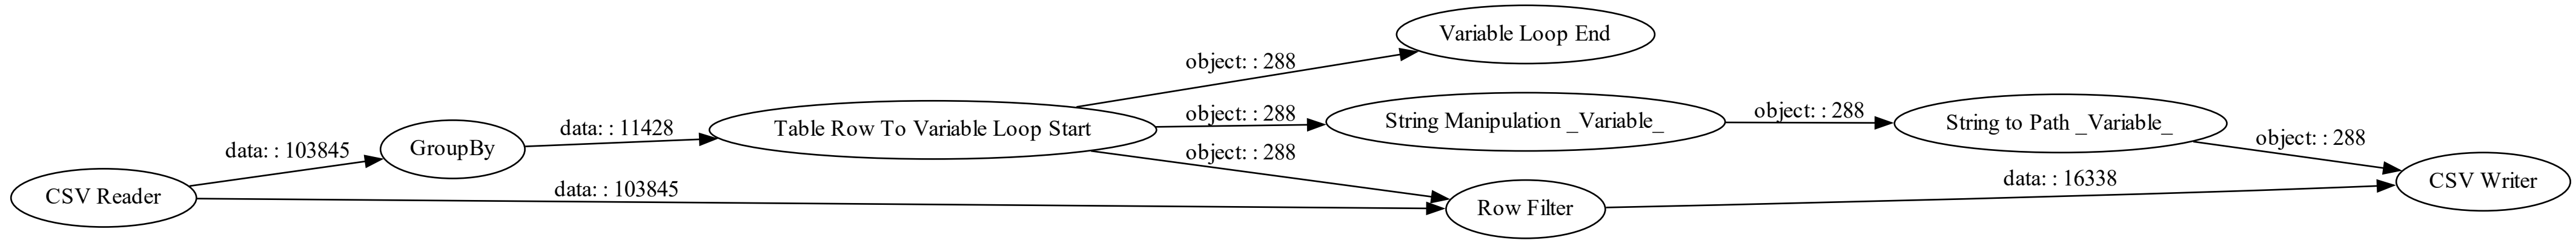 Variable Loop End
object: : 288
object: : 288
String Manipulation _Variable_
object: : 288
String to Path _Variable_
data: : 11428
Table Row To Variable Loop Start
object: : 288
data: : 103845
GroupBy
object: : 288
CSV Reader
data: : 103845
Row Filter
data: : 16338
CSV Writer